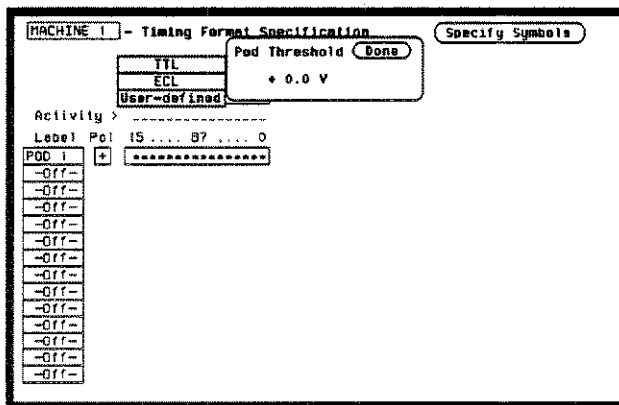 MACHINE 1 - Timing Format Specification Specify Symbols
Pod Threshold Done
TTL
ECL + 0.0 V
User-defined
Activity > ----------------
Label Pol 15 .... 87 .... 0
POD 1 + ****************
-Off-
-Off-
-Off-
-Off-
-Off-
-Off-
-Off-
-Off-
-Off-
-Off-
-Off-
-Off-
-Off-